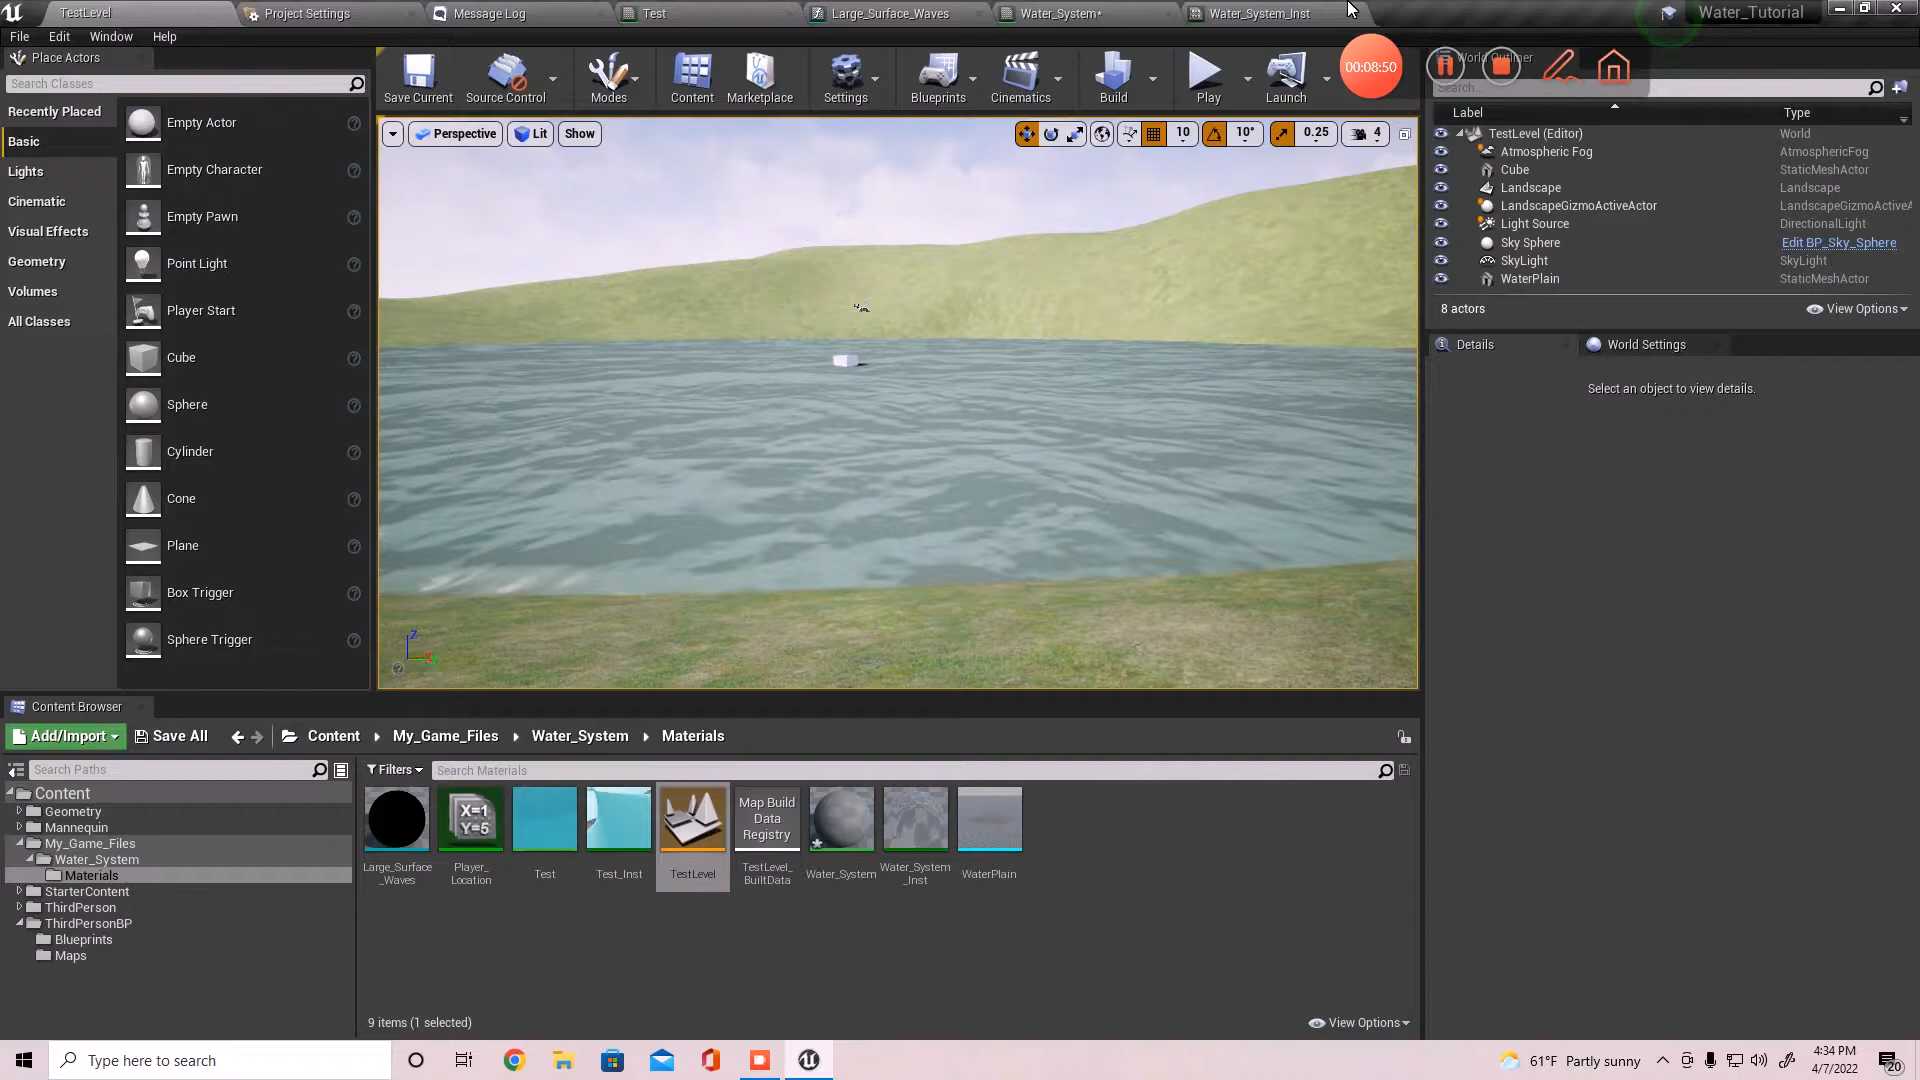 TestLevel
Project Settings
Message Log
Test
Large_Surface_Waves
Water_System*
Water_System_Inst
Water_Tutorial
File Edit Window Help
Place Actors
Search Classes
Recently Placed
Basic
Lights
Cinematic
Visual Effects
Geometry
Volumes
All Classes
Empty Actor
Empty Character
Empty Pawn
Point Light
Player Start
Cube
Sphere
Cylinder
Cone
Plane
Box Trigger
Sphere Trigger
Save Current
Source Control
Modes
Content
Marketplace
Settings
Blueprints
Cinematics
Build
Play
Launch
00:08:50
Perspective
Lit
Show
10
10°
0.25
4
Z
World Outliner
Search...
Label Type
TestLevel (Editor) World
Atmospheric Fog AtmosphericFog
Cube StaticMeshActor
Landscape Landscape
LandscapeGizmoActiveActor LandscapeGizmoActiveA
Light Source DirectionalLight
Sky Sphere Edit BP_Sky_Sphere
SkyLight SkyLight
WaterPlain StaticMeshActor
8 actors
View Options
Details
World Settings
Select an object to view details.
Content Browser
Add/Import
Save All
Content
My_Game_Files
Water_System
Materials
Search Paths
Filters
Search Materials
Content
Geometry
Mannequin
My_Game_Files
Water_System
Materials
StarterContent
ThirdPerson
ThirdPersonBP
Blueprints
Maps
X=1
Y=5
Map Build
Data
Registry
Large_Surface
_Waves
Player_
Location
Test
Test_Inst
TestLevel
TestLevel_
BuiltData
Water_System
Water_System
_Inst
WaterPlain
9 items (1 selected)
View Options
Type here to search
61°F Partly sunny
4:34 PM
4/7/2022
20